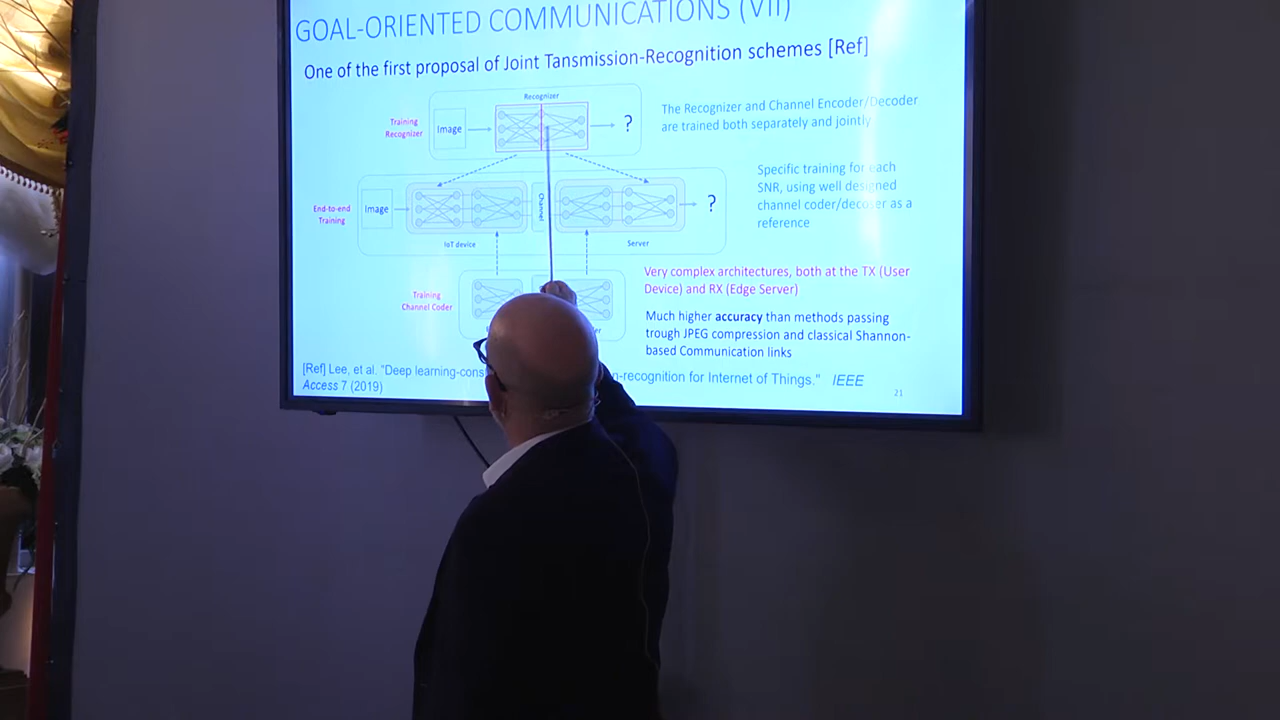 GOAL-ORIENTED COMMUNICATIONS (VII)
One of the first proposal of Joint Tansmission-Recognition schemes [Ref]
Recognizer
Training
Recognizer
Image
?
The Recognizer and Channel Encoder/Decoder
are trained both separately and jointly
End-to-end
Training
Image
Channel
?
IoT device
Server
Specific training for each
SNR, using well designed
channel coder/decoser as a
reference
Training
Channel Coder
Very complex architectures, both at the TX (User
Device) and RX (Edge Server)
Much higher accuracy than methods passing
trough JPEG compression and classical Shannon-
based Communication links
[Ref] Lee, et al. "Deep learning-cons n-recognition for Internet of Things." IEEE
Access 7 (2019)
21